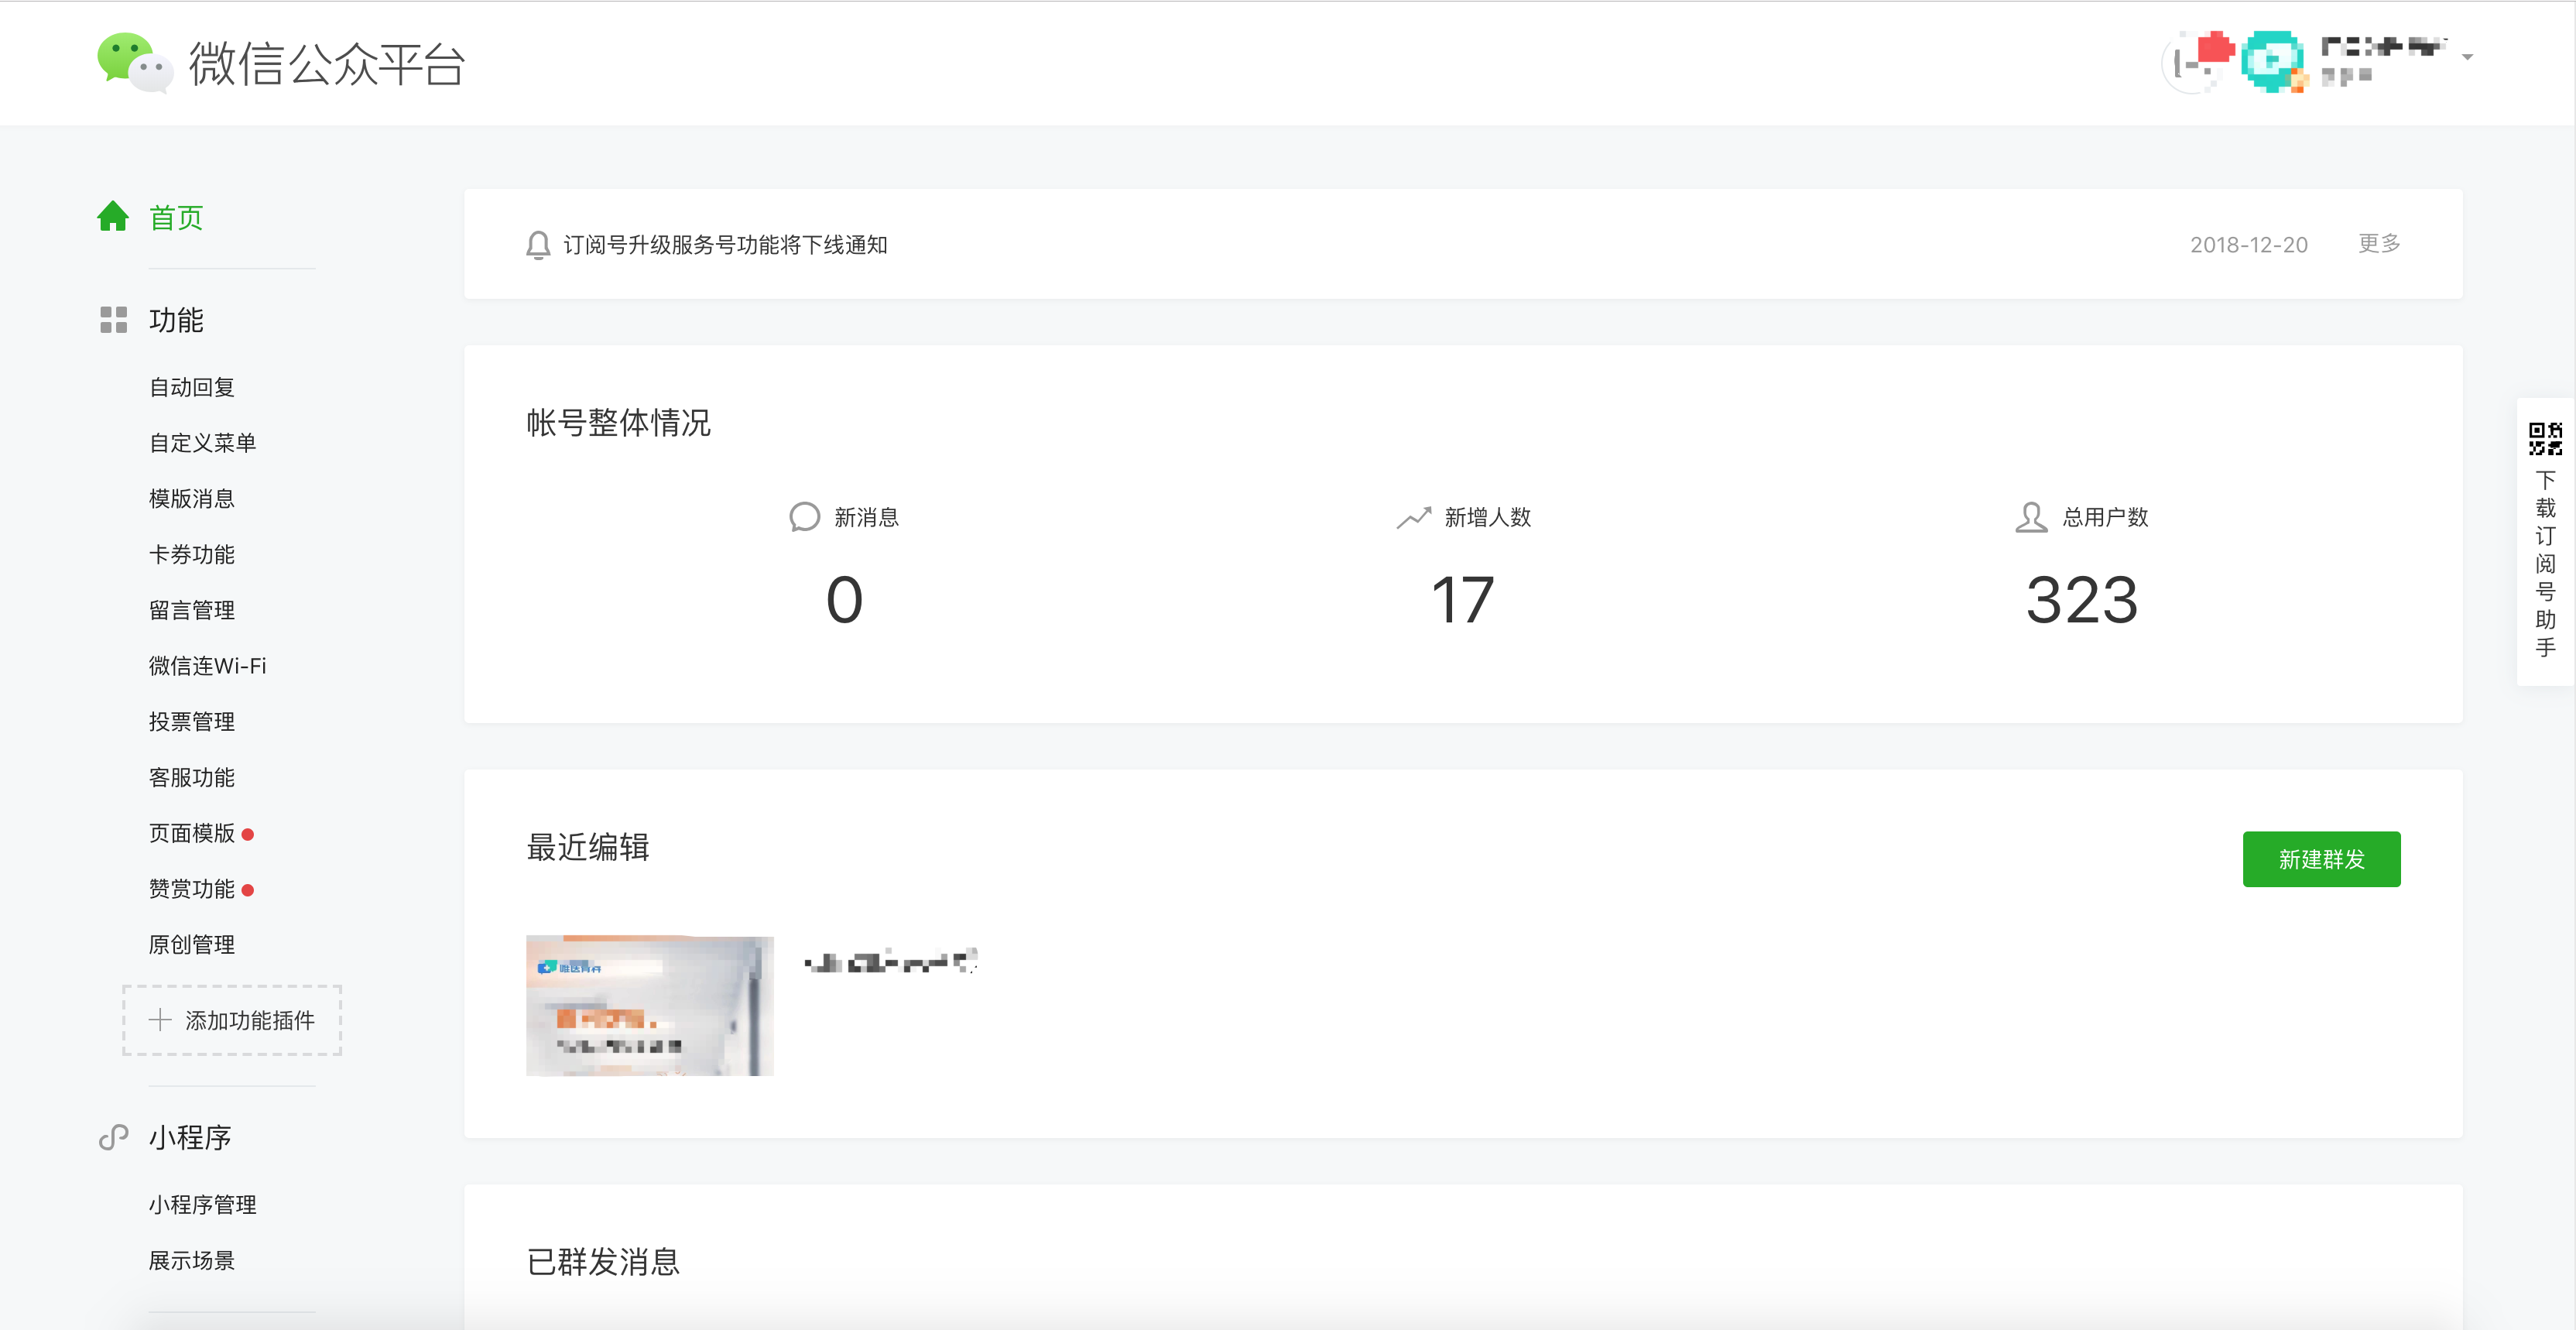 微信公众平台
首页
功能
自动回复
自定义菜单
模版消息
卡券功能
留言管理
微信连Wi-Fi
投票管理
客服功能
页面模版
赞赏功能
原创管理
添加功能插件
小程序
小程序管理
展示场景
订阅号升级服务号功能将下线通知
2018-12-20
更多
帐号整体情况
新消息
0
新增人数
17
总用户数
323
最近编辑
新建群发
已群发消息
下载订阅号助手